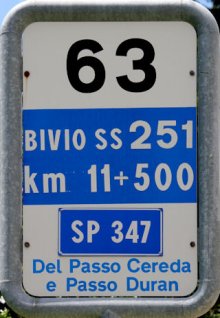 63
BIVIO SS 251
km 11+500
SP 347
Del Passo Cereda
e Passo Duran